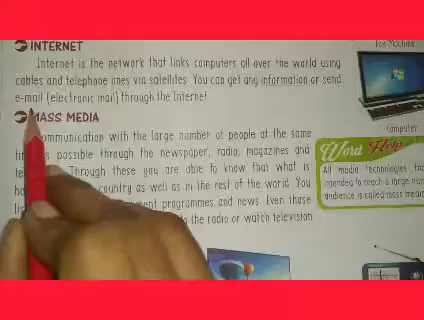 INTERNET
Internet is the network that links computers all over the world using
cables and telephone lines via satellites. You can get any information or send
e-mail (electronic mail) through the Internet
MASS MEDIA
ommunication with the large number of people at the same
possible through the newspaper, radio, magazines and
Through these you are able to know that what is
country as well as in the rest of the world. You
programmes and news. Even those
the radio or watch television
Fax Machine
Computer
Word Help
All media technologies tha
intended to reach a large num
audience is called mass media